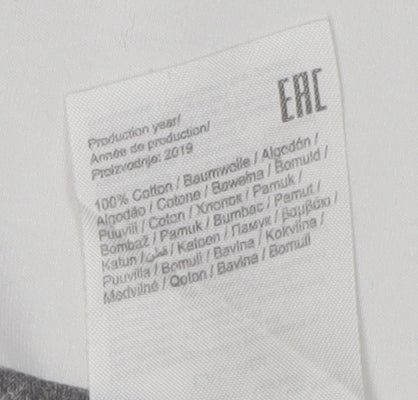 EAC
Production year/
Année de production/
Proizvodnje: 2019
100% Cotton / Baumwolle / Algodón /
Algodão / Cotone / Bawełna / Bomuld /
Puuvill / Coton / Хлопок / Pamuk /
Bombaž / Pamuk / Bumbac / Pamut /
Katun / قطن / Katoen / Памук / Βαμβάκι /
Puuvilla / Bomull / Bavlna / Kokvilna /
Medvilnė / Qoton / Bavlna / Bomull